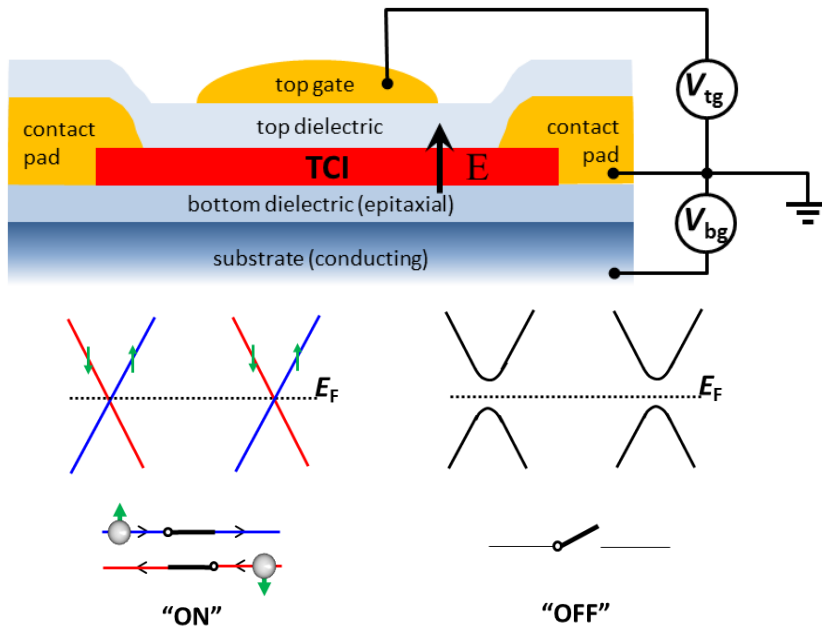 top gate
V_tg
contact
pad
top dielectric
contact
pad
TCI
E
bottom dielectric (epitaxial)
V_bg
substrate (conducting)
E_F
E_F
“ON”
“OFF”